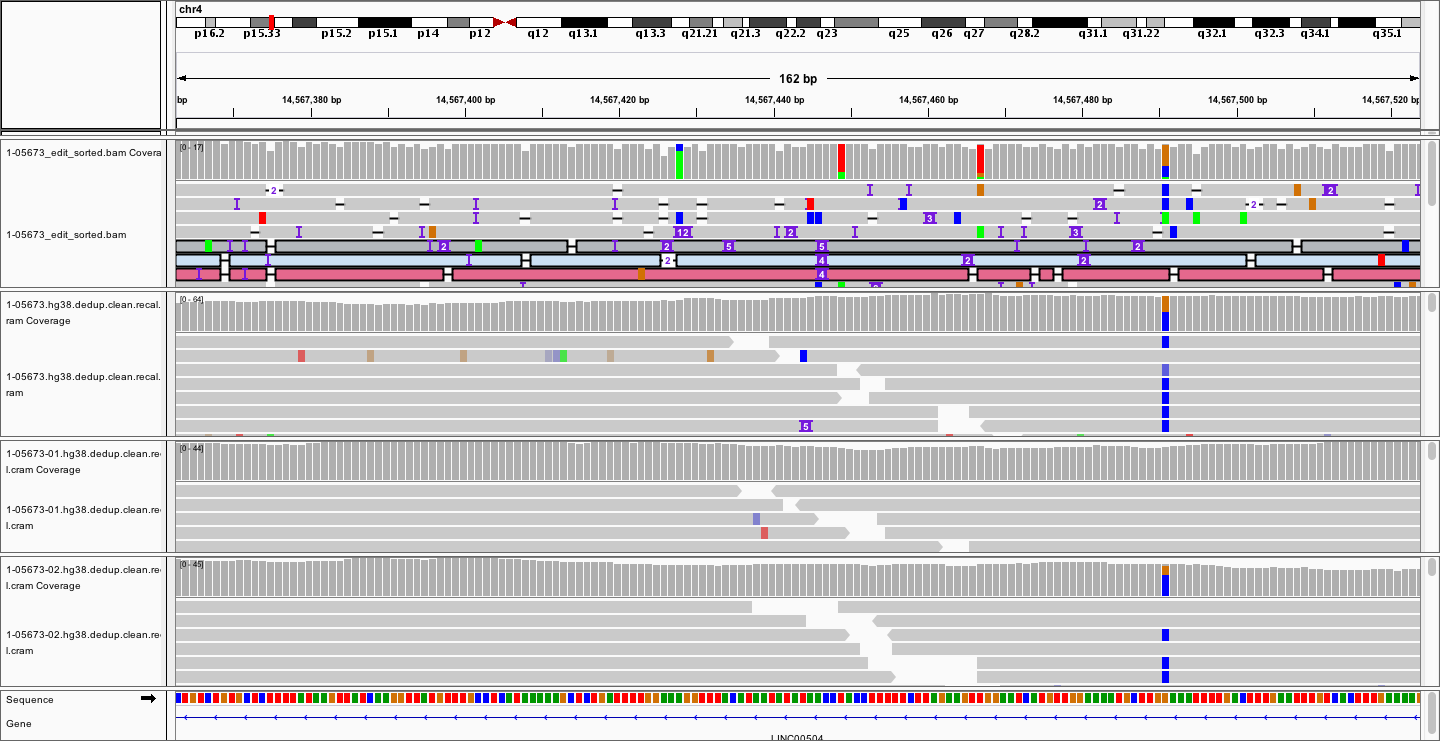 chr4
p16.2 p15.33 p15.2 p15.1 p14 p12 q12 q13.1 q13.3 q21.21 q21.3 q22.2 q23 q25 q26 q27 q28.2 q31.1 q31.22 q32.1 q32.3 q34.1 q35.1
162 bp
bp 14,567,380 bp 14,567,400 bp 14,567,420 bp 14,567,440 bp 14,567,460 bp 14,567,480 bp 14,567,500 bp 14,567,520 bp
1-05673_edit_sorted.bam Covera
[0 - 17]
2 2
2 2
3
1-05673_edit_sorted.bam
12 2 3
2 2 5 5 2
2 4 2 2
4
1-05673.hg38.dedup.clean.recal.
[0 - 64]
ram Coverage
1-05673.hg38.dedup.clean.recal.
ram
5
1-05673-01.hg38.dedup.clean.re
[0 - 44]
l.cram Coverage
1-05673-01.hg38.dedup.clean.re
l.cram
1-05673-02.hg38.dedup.clean.re
[0 - 45]
l.cram Coverage
1-05673-02.hg38.dedup.clean.re
l.cram
Sequence
Gene
LINC00504